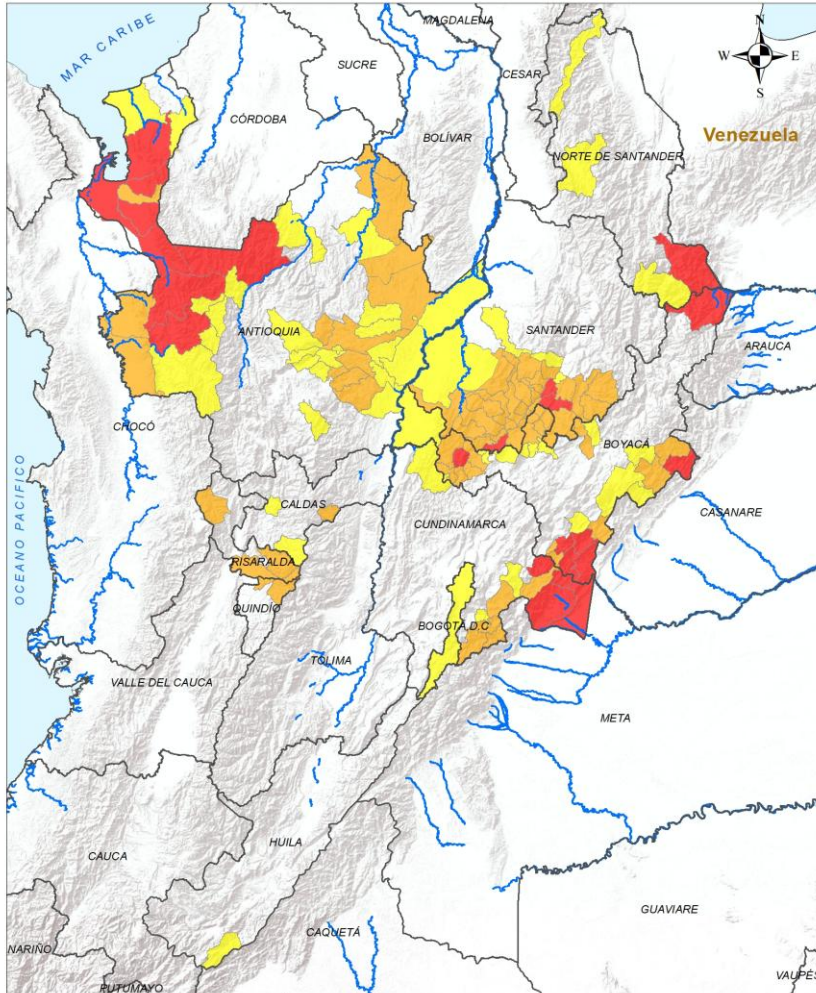 MAGDALENA
MAR CARIBE
N
W E
S
SUCRE
CESAR
CÓRDOBA
BOLÍVAR
Venezuela
NORTE DE SANTANDER
ANTIOQUIA
SANTANDER
ARAUCA
CHOCÓ
BOYACÁ
OCEANO PACIFICO
CALDAS
CUNDINAMARCA
CASANARE
RISARALDA
QUINDÍO
BOGOTÁ, D.C
TOLIMA
VALLE DEL CAUCA
META
HUILA
CAUCA
GUAVIARE
CAQUETÁ
NARIÑO
PUTUMAYO
VAUPÉS